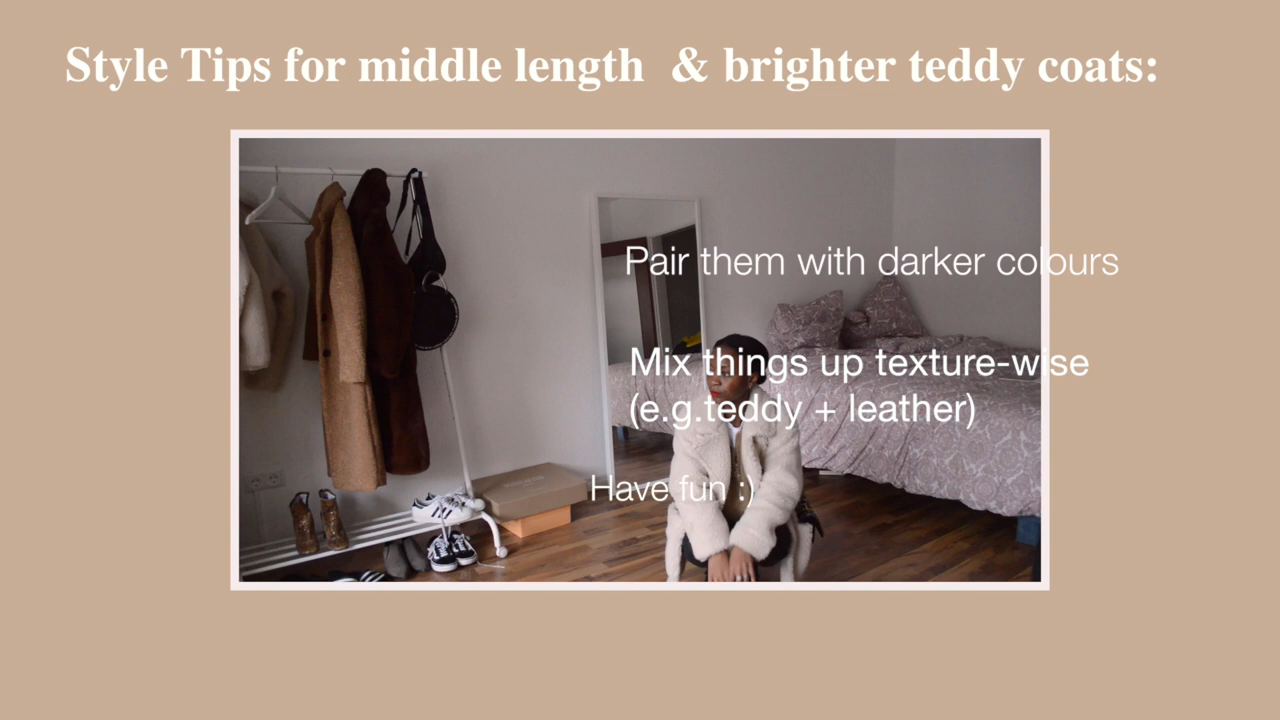 Style Tips for middle length & brighter teddy coats:
Pair them with darker colours
Mix things up texture-wise
(e.g.teddy + leather)
Have fun :)